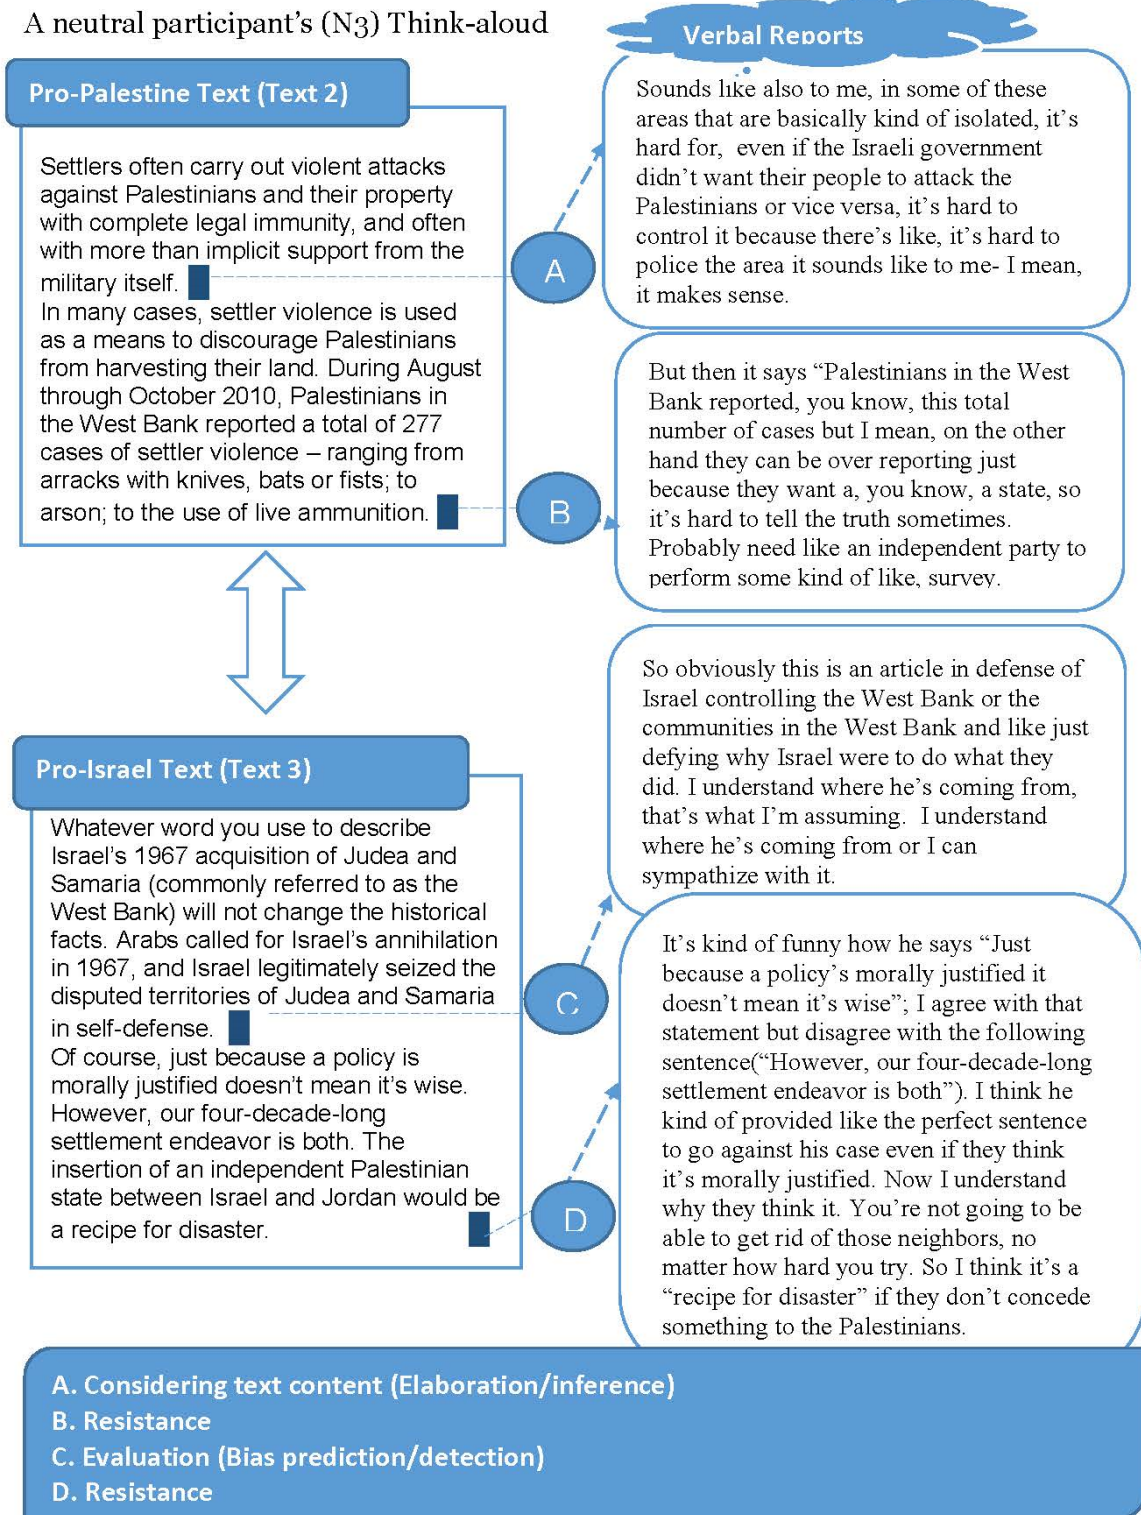 A neutral participant's (N3) Think-aloud
Verbal Reports
Pro-Palestine Text (Text 2)
Settlers often carry out violent attacks
against Palestinians and their property
with complete legal immunity, and often
with more than implicit support from the
military itself.
In many cases, settler violence is used
as a means to discourage Palestinians
from harvesting their land. During August
through October 2010, Palestinians in
the West Bank reported a total of 277
cases of settler violence – ranging from
arracks with knives, bats or fists; to
arson; to the use of live ammunition.
A
Sounds like also to me, in some of these
areas that are basically kind of isolated, it's
hard for, even if the Israeli government
didn't want their people to attack the
Palestinians or vice versa, it's hard to
control it because there's like, it's hard to
police the area it sounds like to me- I mean,
it makes sense.
B
But then it says “Palestinians in the West
Bank reported, you know, this total
number of cases but I mean, on the other
hand they can be over reporting just
because they want a, you know, a state, so
it's hard to tell the truth sometimes.
Probably need like an independent party to
perform some kind of like, survey.
Pro-Israel Text (Text 3)
Whatever word you use to describe
Israel's 1967 acquisition of Judea and
Samaria (commonly referred to as the
West Bank) will not change the historical
facts. Arabs called for Israel's annihilation
in 1967, and Israel legitimately seized the
disputed territories of Judea and Samaria
in self-defense.
Of course, just because a policy is
morally justified doesn't mean it's wise.
However, our four-decade-long
settlement endeavor is both. The
insertion of an independent Palestinian
state between Israel and Jordan would be
a recipe for disaster.
C
So obviously this is an article in defense of
Israel controlling the West Bank or the
communities in the West Bank and like just
defying why Israel were to do what they
did. I understand where he's coming from,
that's what I'm assuming.  I understand
where he's coming from or I can
sympathize with it.
D
It's kind of funny how he says “Just
because a policy's morally justified it
doesn't mean it's wise”; I agree with that
statement but disagree with the following
sentence(“However, our four-decade-long
settlement endeavor is both”). I think he
kind of provided like the perfect sentence
to go against his case even if they think
it's morally justified. Now I understand
why they think it. You're not going to be
able to get rid of those neighbors, no
matter how hard you try. So I think it's a
“recipe for disaster” if they don't concede
something to the Palestinians.
A. Considering text content (Elaboration/inference)
B. Resistance
C. Evaluation (Bias prediction/detection)
D. Resistance